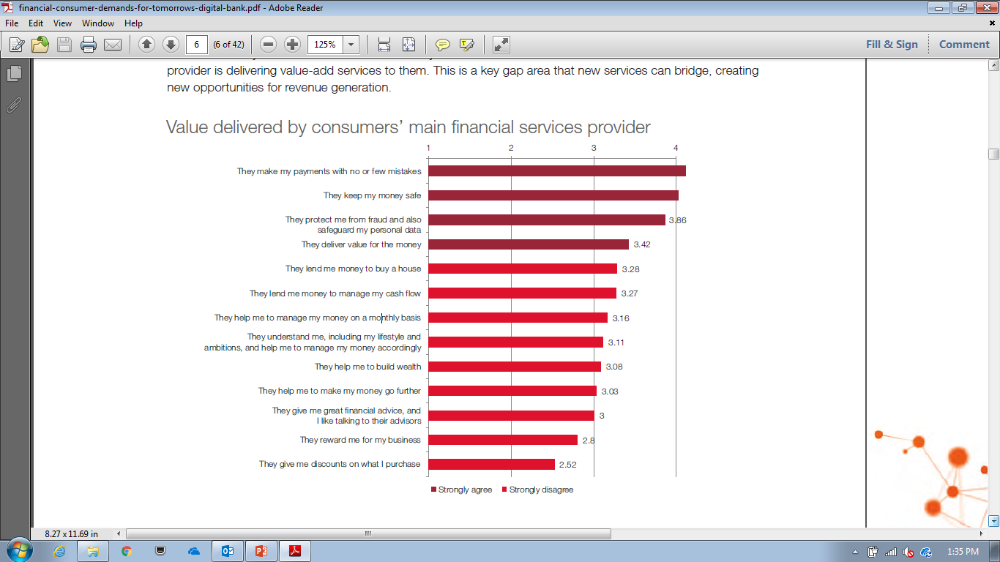 financial-consumer-demands-for-tomorrows-digital-bank.pdf - Adobe Reader
File Edit View Window Help
6 (6 of 42) 125% Fill & Sign Comment
provider is delivering value-add services to them. This is a key gap area that new services can bridge, creating
new opportunities for revenue generation.
Value delivered by consumers’ main financial services provider
1 2 3 4
They make my payments with no or few mistakes
They keep my money safe
They protect me from fraud and also
safeguard my personal data 3.86
They deliver value for the money 3.42
They lend me money to buy a house 3.28
They lend me money to manage my cash flow 3.27
They help me to manage my money on a monthly basis 3.16
They understand me, including my lifestyle and
ambitions, and help me to manage my money accordingly 3.11
They help me to build wealth 3.08
They help me to make my money go further 3.03
They give me great financial advice, and
I like talking to their advisors 3
They reward me for my business 2.8
They give me discounts on what I purchase 2.52
Strongly agree Strongly disagree
8.27 x 11.69 in
1:35 PM